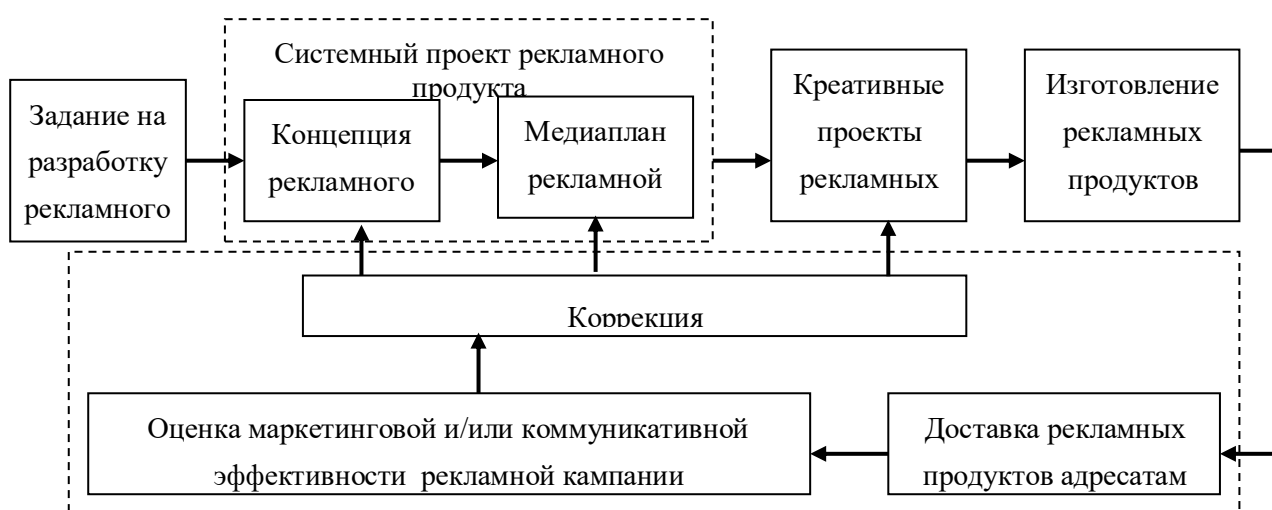 Системный проект рекламного
продукта
Задание на
разработку
рекламного
Концепция
рекламного
Медиаплан
рекламной
Креативные
проекты
рекламных
Изготовление
рекламных
продуктов
Коррекция
Оценка маркетинговой и/или коммуникативной
эффективности рекламной кампании
Доставка рекламных
продуктов адресатам